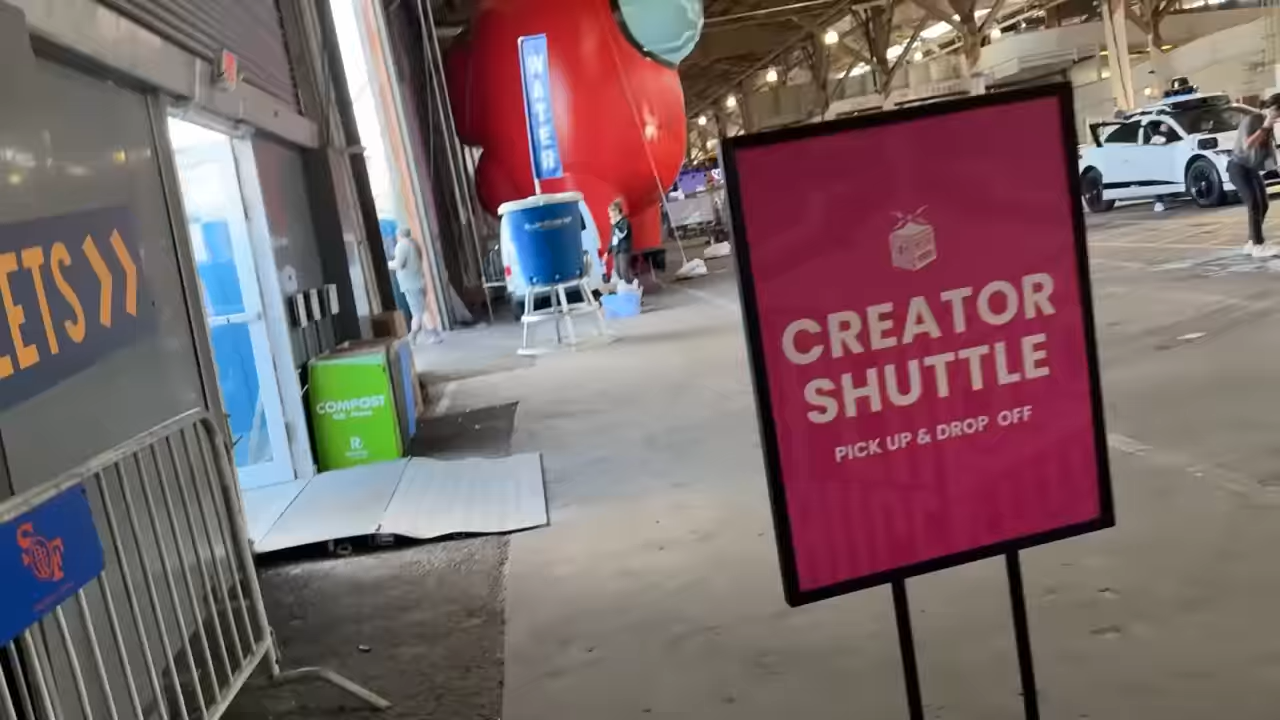 WATER
ETS
COMPOST
CREATOR
SHUTTLE
PICK UP & DROP OFF